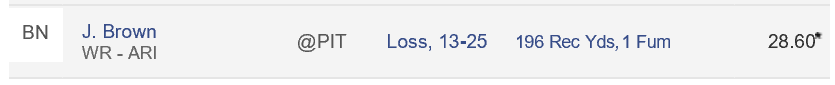 BN J. Brown @PIT Loss, 13-25 196 Rec Yds, 1 Fum 28.60*
WR - ARI